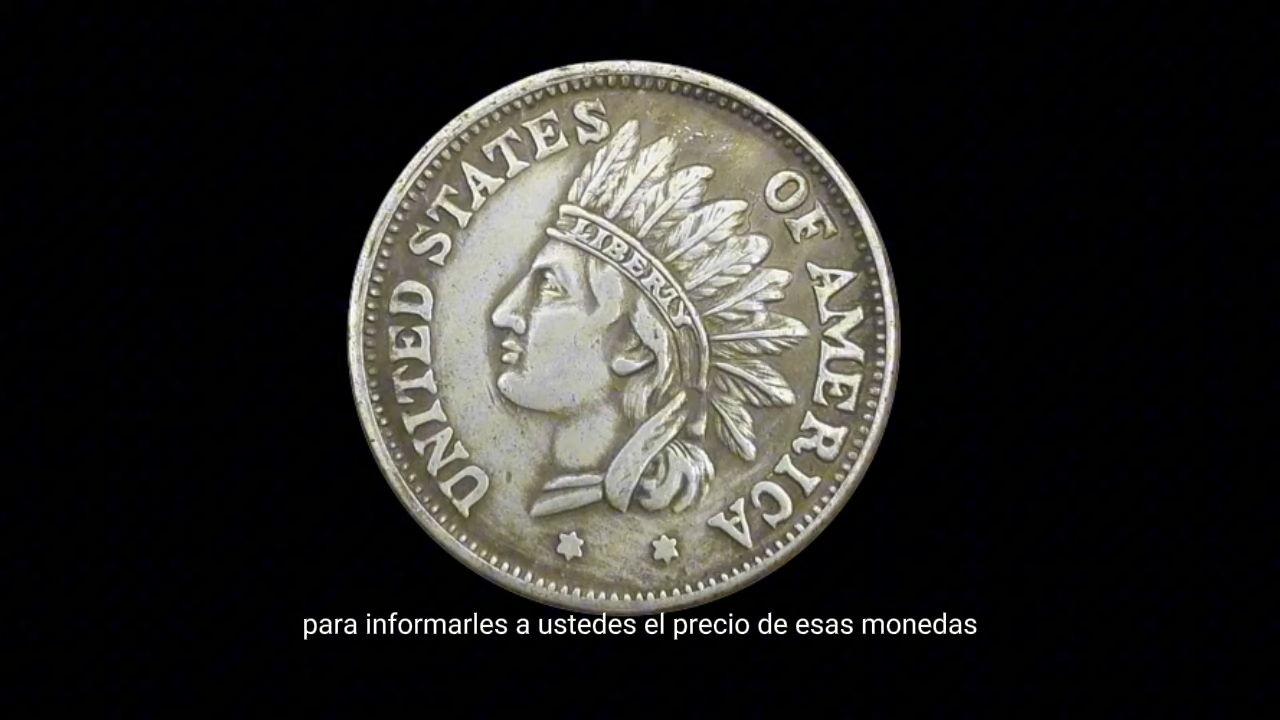 UNITED STATES OF AMERICA
LIBERTY
para informarles a ustedes el precio de esas monedas